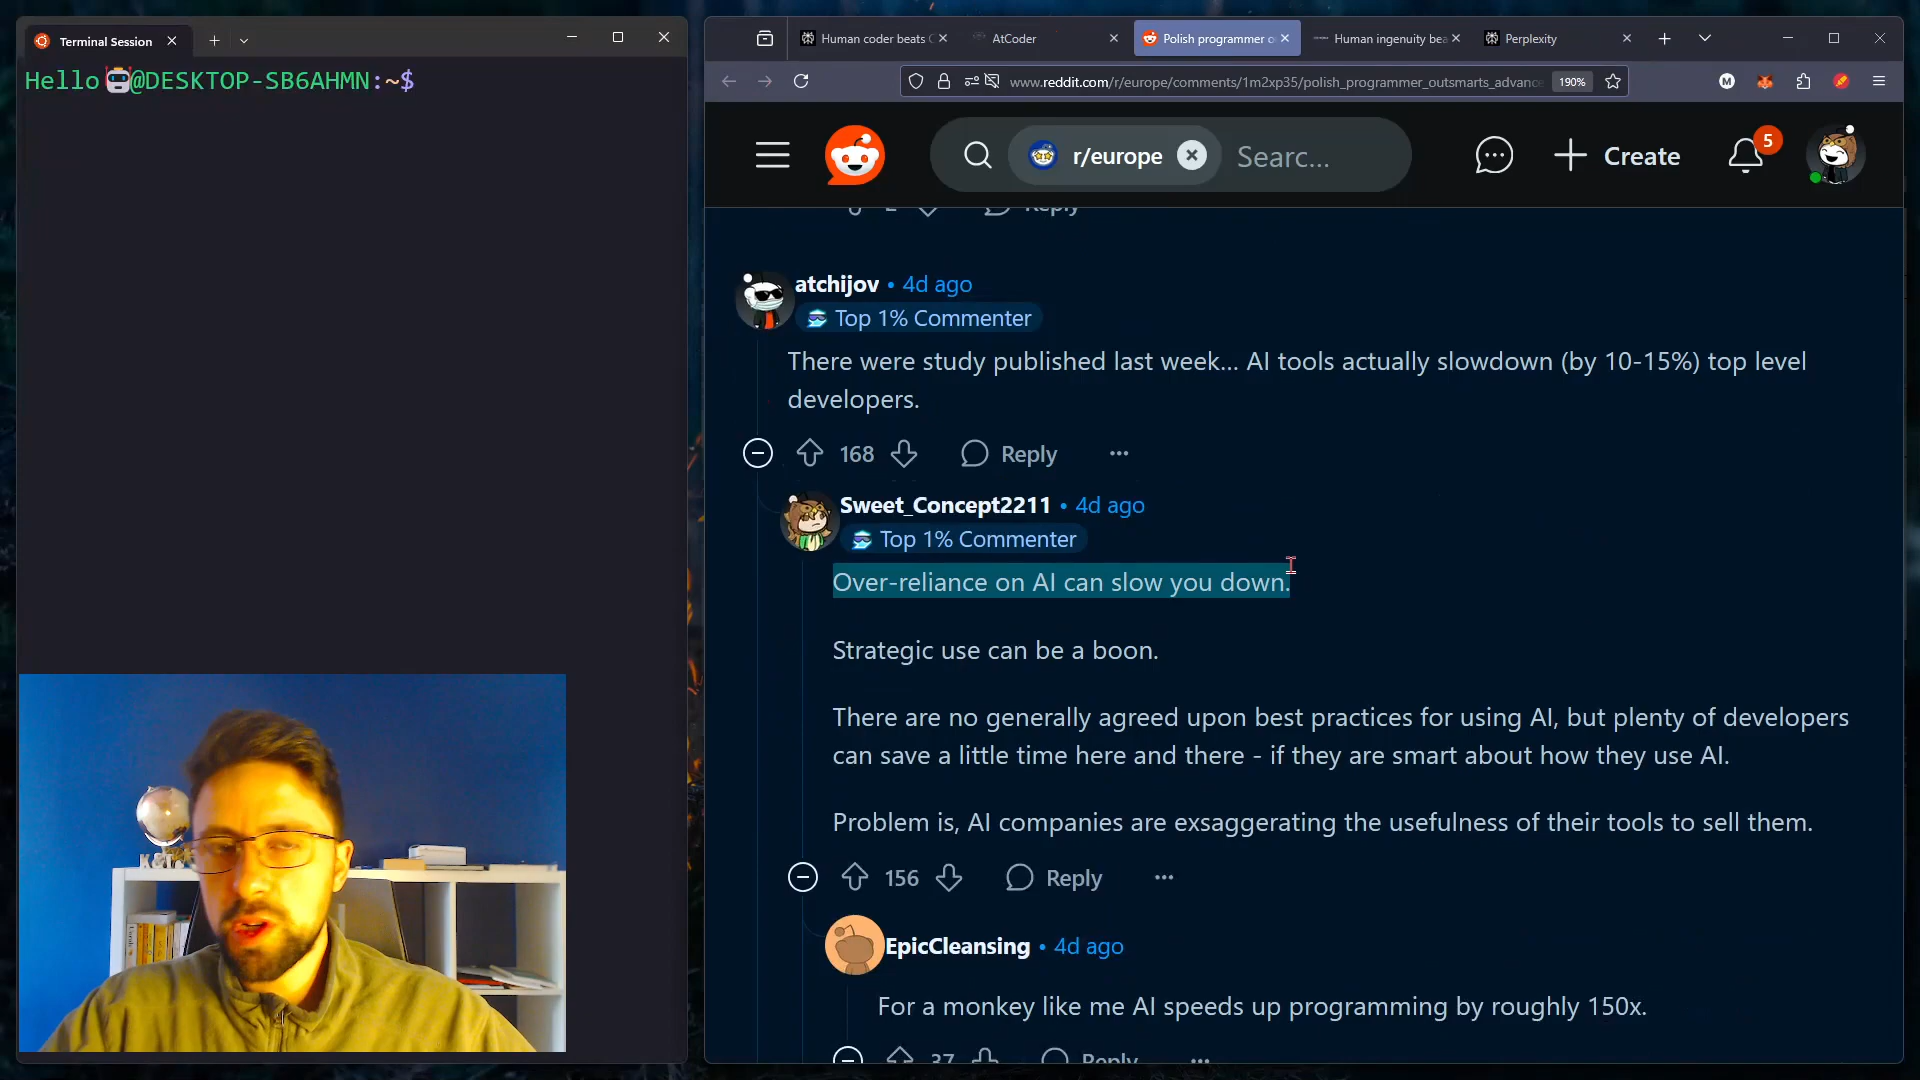 Terminal Session
Hello🤖@DESKTOP-SB6AHMN:~$
Human coder beats
AtCoder
Polish programmer o
Human ingenuity bea
Perplexity
www.reddit.com/r/europe/comments/1m2xp35/polish_programmer_outsmarts_advance
190%
M
r/europe
Searc...
Create
5
Reply
atchijov • 4d ago
Top 1% Commenter
There were study published last week... AI tools actually slowdown (by 10-15%) top level
developers.
168
Reply
Sweet_Concept2211 • 4d ago
Top 1% Commenter
Over-reliance on AI can slow you down.
Strategic use can be a boon.
There are no generally agreed upon best practices for using AI, but plenty of developers
can save a little time here and there - if they are smart about how they use AI.
Problem is, AI companies are exsaggerating the usefulness of their tools to sell them.
156
Reply
EpicCleansing • 4d ago
For a monkey like me AI speeds up programming by roughly 150x.
37
Reply